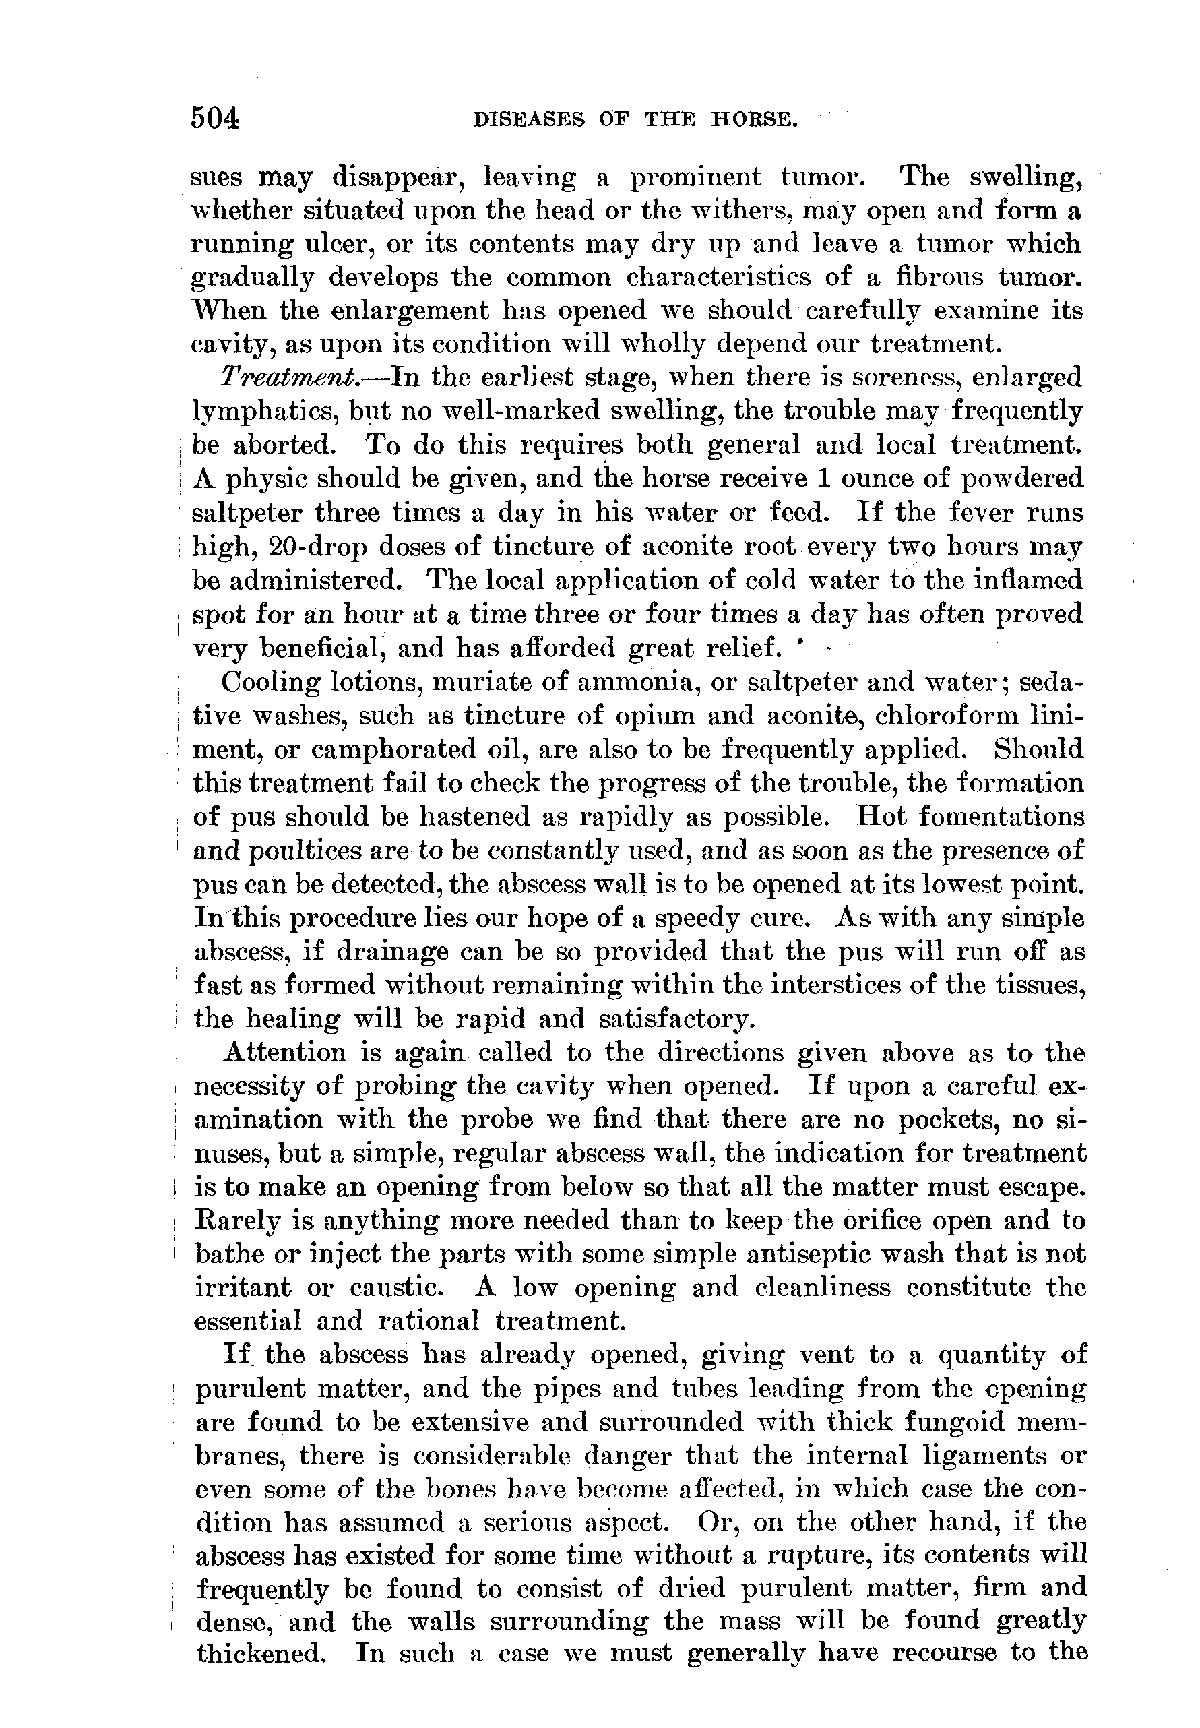 504 DISEASES OF THE HORSE.
sues may disappear, leaving a prominent tumor. The swelling,
whether situated upon the head or the withers, may open and form a
running ulcer, or its contents may dry up and leave a tumor which
gradually develops the common characteristics of a fibrous tumor.
When the enlargement has opened we should carefully examine its
cavity, as upon its condition will wholly depend our treatment.
Treatment.—In the earliest stage, when there is soreness, enlarged
lymphatics, but no well-marked swelling, the trouble may frequently
be aborted. To do this requires both general and local treatment.
A physic should be given, and the horse receive 1 ounce of powdered
saltpeter three times a day in his water or feed. If the fever runs
high, 20-drop doses of tincture of aconite root every two hours may
be administered. The local application of cold water to the inflamed
spot for an hour at a time three or four times a day has often proved
very beneficial, and has afforded great relief.
Cooling lotions, muriate of ammonia, or saltpeter and water; seda-
tive washes, such as tincture of opium and aconite, chloroform lini-
ment, or camphorated oil, are also to be frequently applied. Should
this treatment fail to check the progress of the trouble, the formation
of pus should be hastened as rapidly as possible. Hot fomentations
and poultices are to be constantly used, and as soon as the presence of
pus can be detected, the abscess wall is to be opened at its lowest point.
In this procedure lies our hope of a speedy cure. As with any simple
abscess, if drainage can be so provided that the pus will run off as
fast as formed without remaining within the interstices of the tissues,
the healing will be rapid and satisfactory.
Attention is again called to the directions given above as to the
necessity of probing the cavity when opened. If upon a careful ex-
amination with the probe we find that there are no pockets, no si-
nuses, but a simple, regular abscess wall, the indication for treatment
is to make an opening from below so that all the matter must escape.
Rarely is anything more needed than to keep the orifice open and to
bathe or inject the parts with some simple antiseptic wash that is not
irritant or caustic. A low opening and cleanliness constitute the
essential and rational treatment.
If the abscess has already opened, giving vent to a quantity of
purulent matter, and the pipes and tubes leading from the opening
are found to be extensive and surrounded with thick fungoid mem-
branes, there is considerable danger that the internal ligaments or
even some of the bones have become affected, in which case the con-
dition has assumed a serious aspect. Or, on the other hand, if the
abscess has existed for some time without a rupture, its contents will
frequently be found to consist of dried purulent matter, firm and
dense, and the walls surrounding the mass will be found greatly
thickened. In such a case we must generally have recourse to the